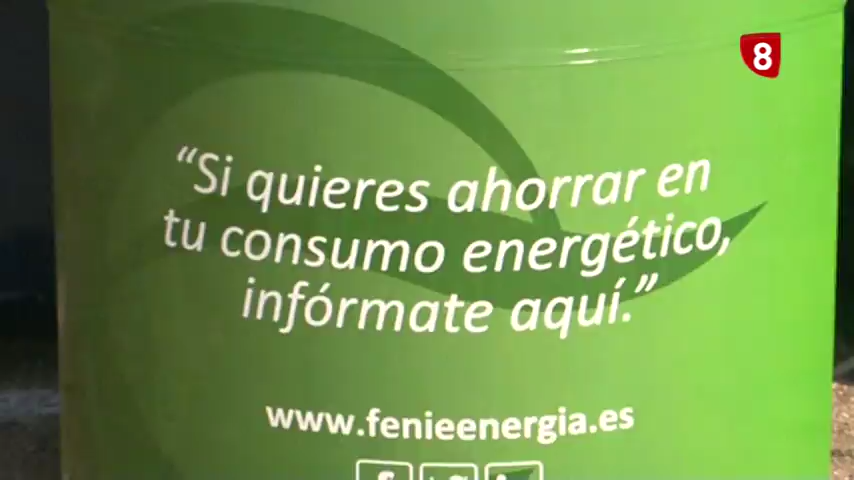 8
“Si quieres ahorrar en
tu consumo energético,
infórmate aquí.”
www.fenieenergia.es